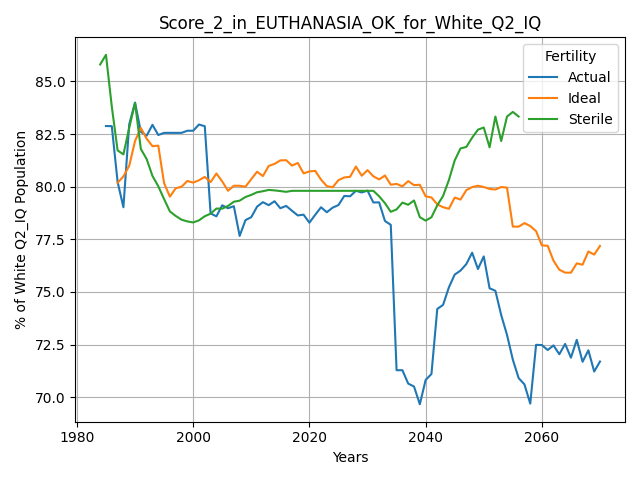 Score_2_in_EUTHANASIA_OK_for_White_Q2_IQ
Fertility
Actual
Ideal
Sterile
% of White Q2_IQ Population
85.0
82.5
80.0
77.5
75.0
72.5
70.0
1980
2000
2020
2040
2060
Years